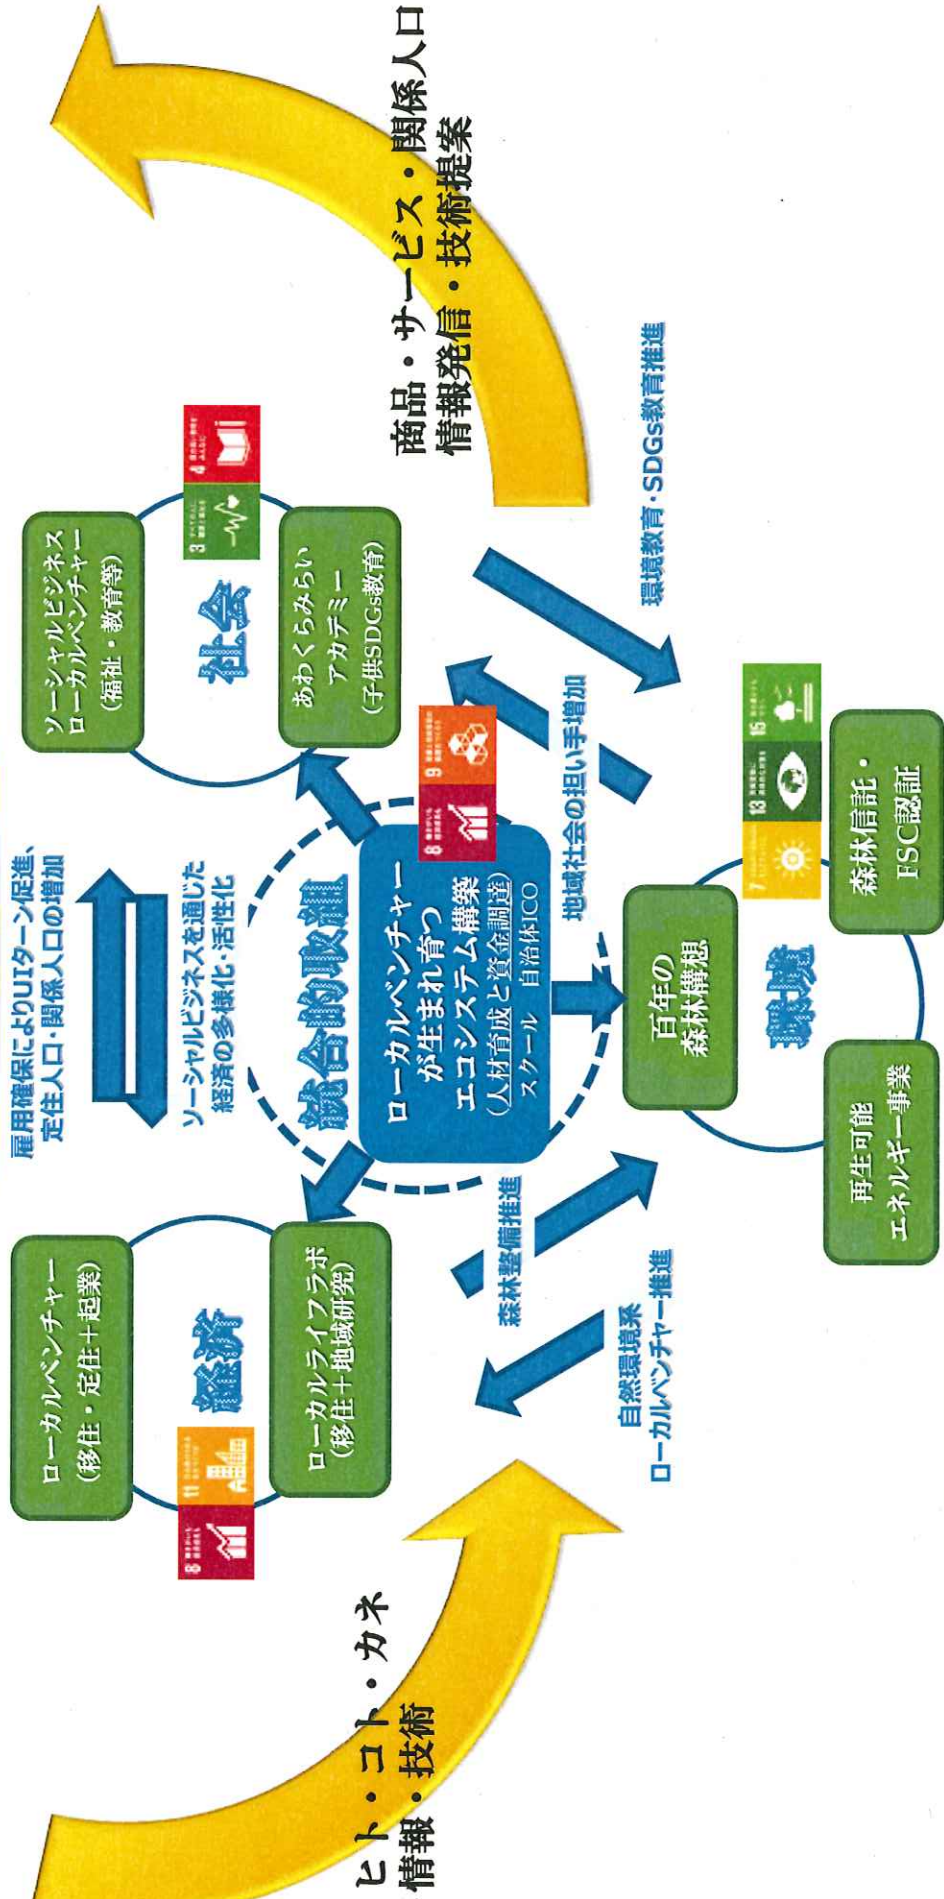 雇用確保によりUIターン促進、
定住人口・関係人口の増加
ソーシャルビジネスを通じた
経済の多様化・活性化
ローカルベンチャー
(移住・定住+起業)
経済
8
11
ローカルライフラボ
(移住+地域研究)
ソーシャルビジネス
ローカルベンチャー
(福祉・教育等)
社会
3
4
あわくらみらい
アカデミー
(子供SDGs教育)
統合的取組
ローカルベンチャー
が生まれ育つ
エコシステム構築
(人材育成と資金調達)
スクール 自治体ICO
8
9
ヒト・コト・カネ
情報・技術
商品・サービス・関係人口
情報発信・技術提案
森林整備推進
自然環境系
ローカルベンチャー推進
地域社会の担い手増加
環境教育・SDGs教育推進
百年の
森林構想
環境
7
13
15
再生可能
エネルギー事業
森林信託・
FSC認証